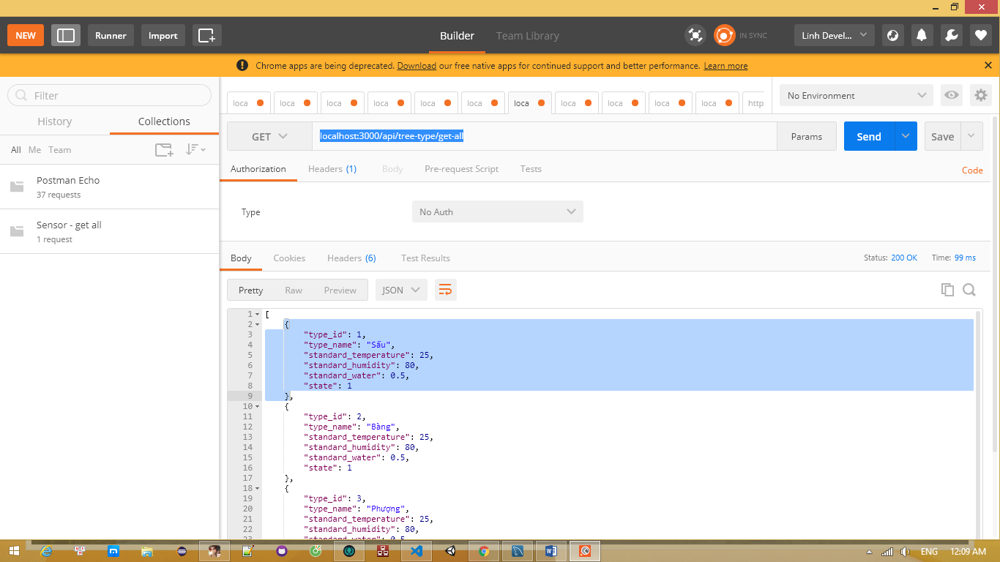 NEW Runner Import Builder Team Library IN SYNC Linh Devel...
Chrome apps are being deprecated. Download our free native apps for continued support and better performance. Learn more
Filter
History Collections
All Me Team
Postman Echo
37 requests
Sensor - get all
1 request
loca loca loca loca loca loca loca loca loca loca loca http
No Environment
GET localhost:3000/api/tree-type/get-all Params Send Save
Authorization Headers (1) Body Pre-request Script Tests Code
Type No Auth
Body Cookies Headers (6) Test Results Status: 200 OK Time: 99 ms
Pretty Raw Preview JSON
1 [
2 {
3 "type_id": 1,
4 "type_name": "Sấu",
5 "standard_temperature": 25,
6 "standard_humidity": 80,
7 "standard_water": 0.5,
8 "state": 1
9 },
10 {
11 "type_id": 2,
12 "type_name": "Bàng",
13 "standard_temperature": 25,
14 "standard_humidity": 80,
15 "standard_water": 0.5,
16 "state": 1
17 },
18 {
19 "type_id": 3,
20 "type_name": "Phượng",
21 "standard_temperature": 25,
22 "standard_humidity": 80,
23 "standard_water": 0.5
ENG 12:09 AM